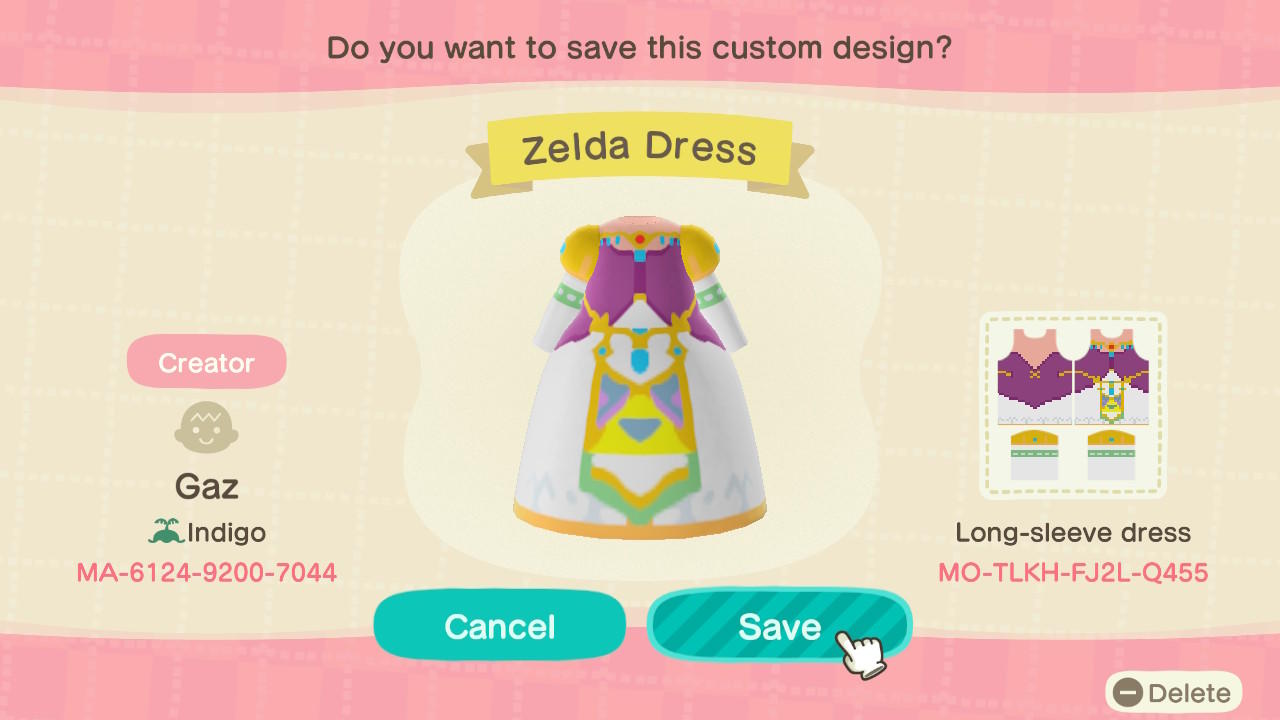 Do you want to save this custom design?
Zelda Dress
Creator
Gaz
Indigo
MA-6124-9200-7044
Long-sleeve dress
MO-TLKH-FJ2L-Q455
Cancel
Save
Delete